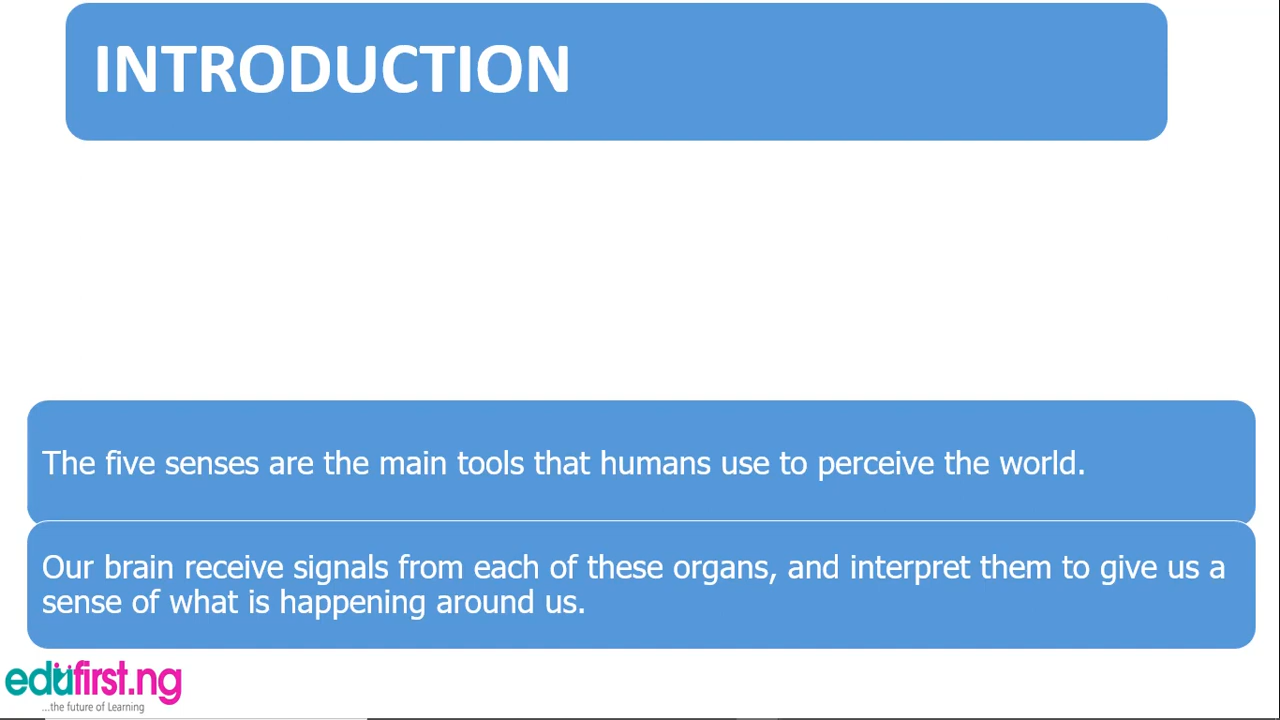 INTRODUCTION
The five senses are the main tools that humans use to perceive the world.
Our brain receive signals from each of these organs, and interpret them to give us a
sense of what is happening around us.
edufirst.ng
...the future of Learning